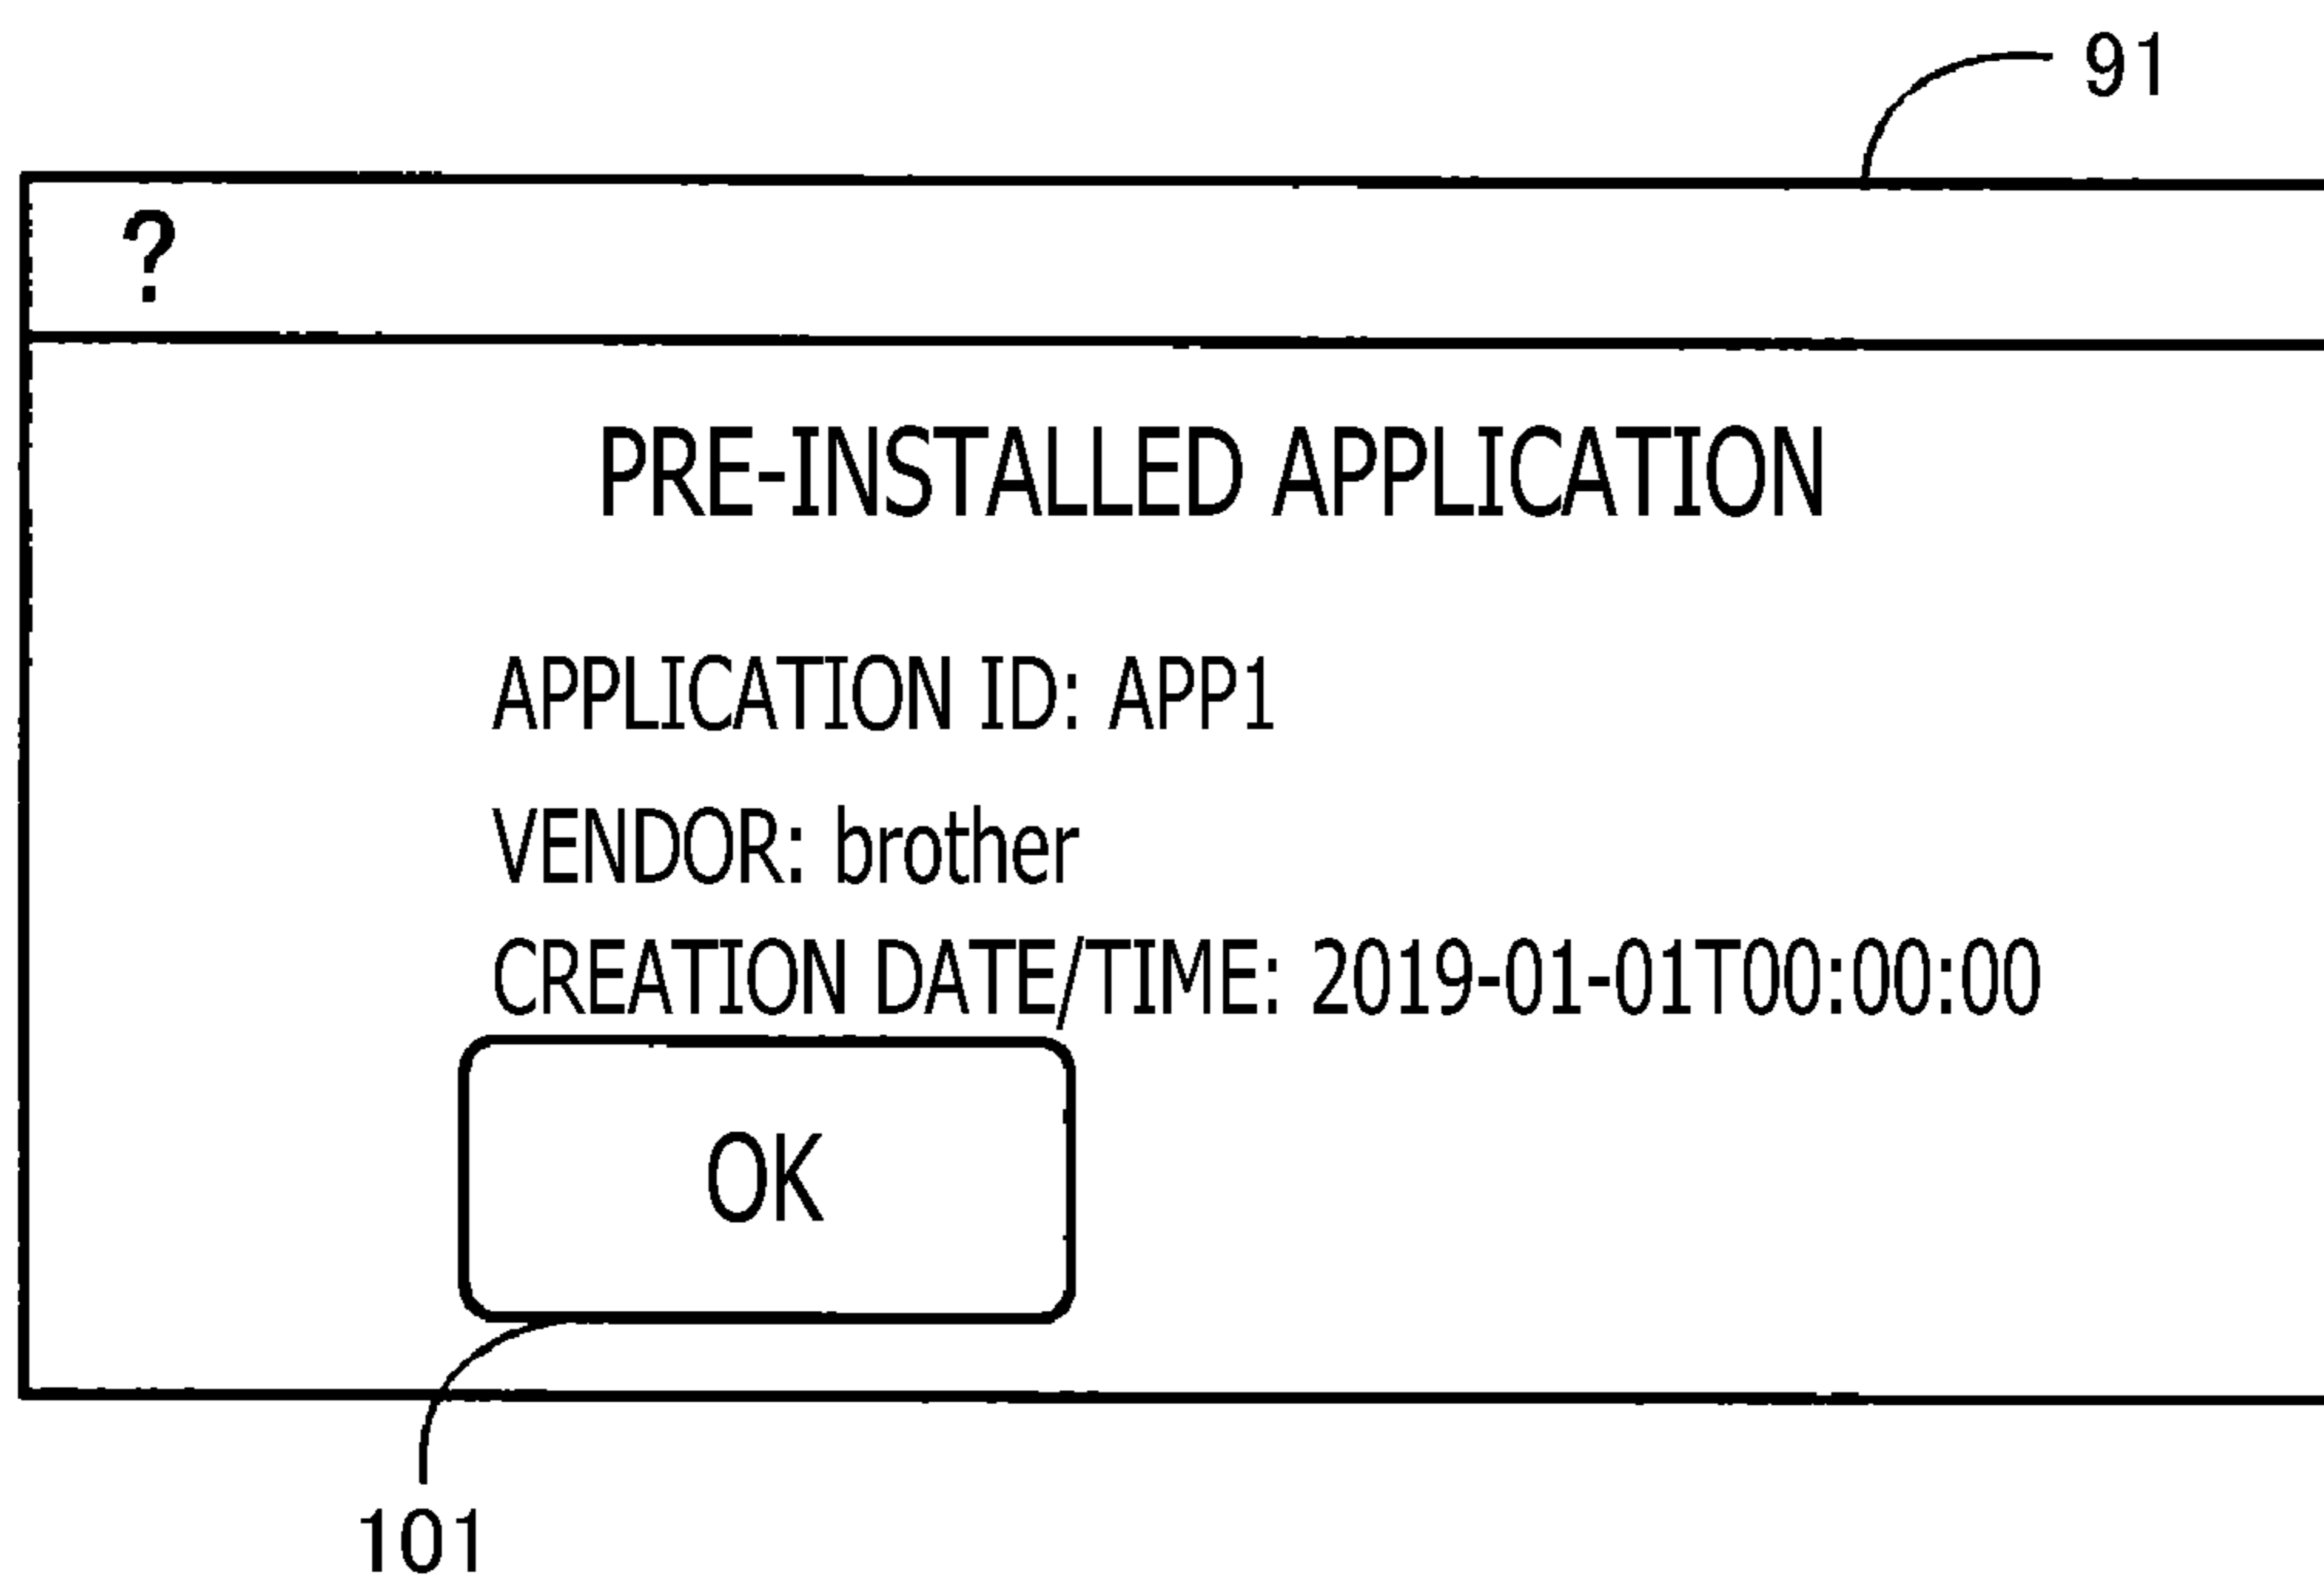 91
?
PRE-INSTALLED APPLICATION
APPLICATION ID: APP1
VENDOR: brother
CREATION DATE/TIME: 2019-01-01T00:00:00
OK
101